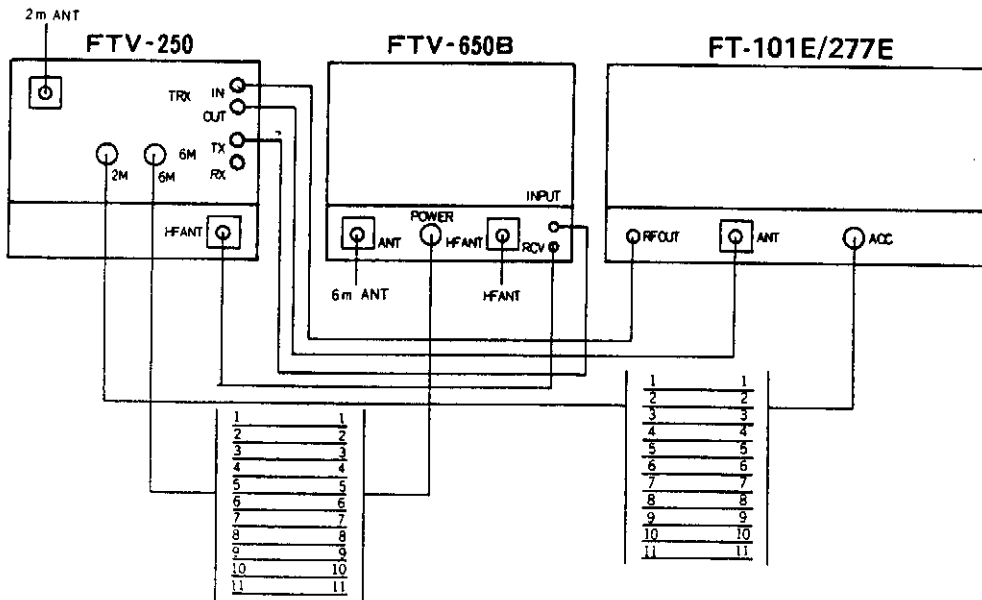 2m ANT
FTV-250
FTV-650B
FT-101E/277E
TRX IN
OUT
6M TX
RX
2M
6M
HFANT
INPUT
POWER
ANT
HFANT
RCV
6m ANT
HFANT
RFOUT
ANT
ACC
1 1
2 2
3 3
4 4
5 5
6 6
7 7
8 8
9 9
10 10
11 11
1 1
2 2
3 3
4 4
5 5
6 6
7 7
8 8
9 9
10 10
11 11